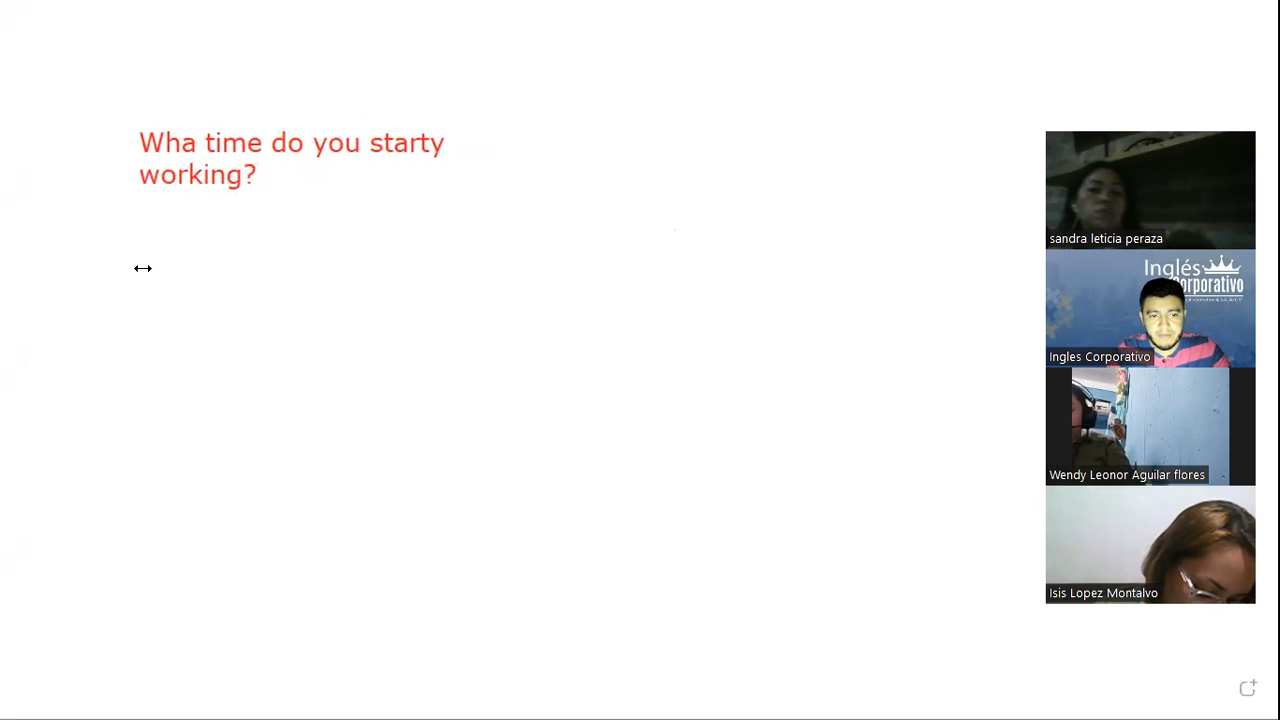 Wha time do you starty
working?
sandra leticia peraza
Inglés
Corporativo
Ingles Corporativo
Wendy Leonor Aguilar flores
Isis Lopez Montalvo